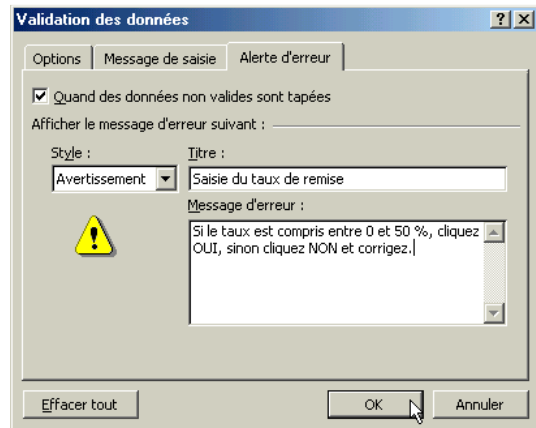 Validation des données
Options Message de saisie Alerte d'erreur
Quand des données non valides sont tapées
Afficher le message d'erreur suivant :
Style : Titre :
Avertissement Saisie du taux de remise
Message d'erreur :
Si le taux est compris entre 0 et 50 %, cliquez
OUI, sinon cliquez NON et corrigez.
Effacer tout OK Annuler